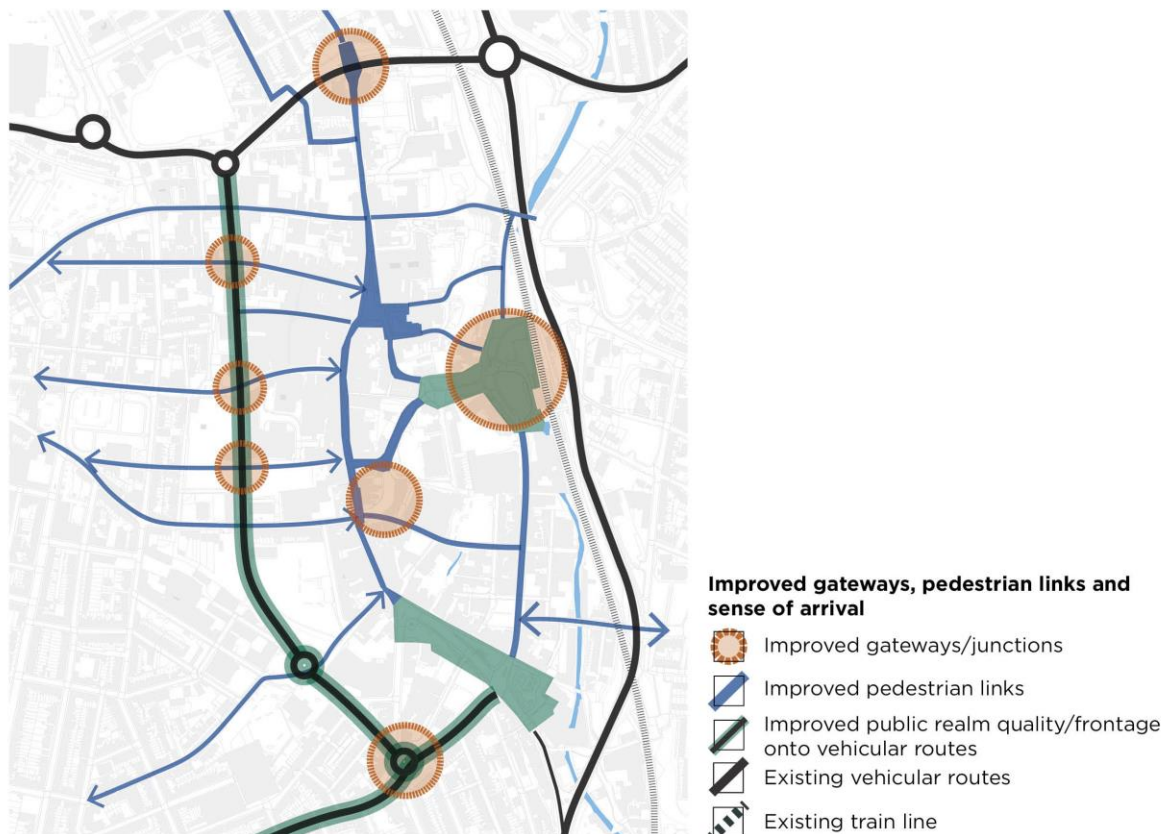 Improved gateways, pedestrian links and
sense of arrival
Improved gateways/junctions
Improved pedestrian links
Improved public realm quality/frontage
onto vehicular routes
Existing vehicular routes
Existing train line